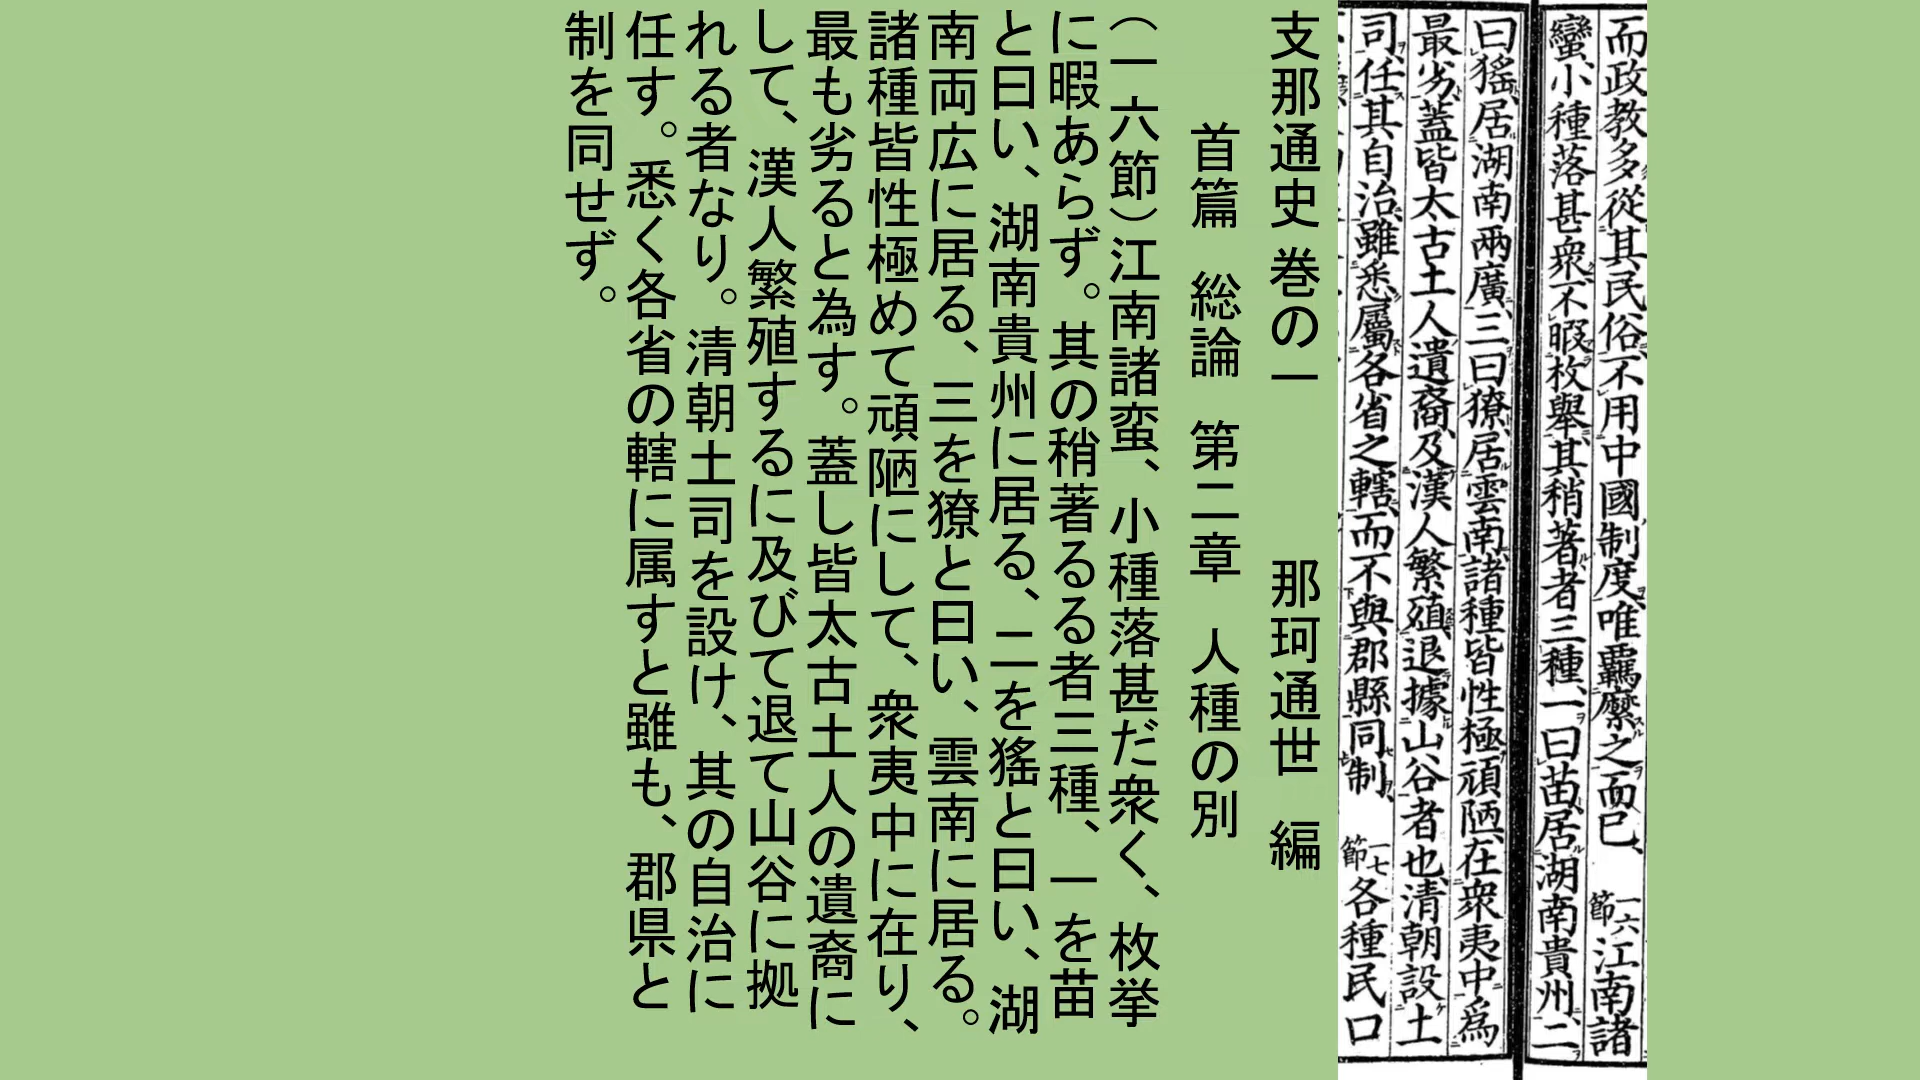 而政教多從其民俗不用中國制度唯覊縻之而已、一六節江南諸
蠻小種落甚衆不暇枚舉其稍著者三種、一曰苗居湖南貴州二
曰猺居湖南兩廣三曰獠居雲南諸種皆性極頑陋在衆夷中爲
最劣蓋皆太古土人遺裔及漢人繁殖退據山谷者也清朝設土
司任其自治雖悉屬各省之轄而不與郡縣同制、一七節各種民口
支那通史 巻の一 那珂通世 編
首篇 総論 第二章 人種の別
(一六節)江南諸蛮、小種落甚だ衆く、枚挙
に暇あらず。其の稍著るる者三種、一を苗
と曰い、湖南貴州に居る、二を猺と曰い、湖
南両広に居る、三を獠と曰い、雲南に居る。
諸種皆性極めて頑陋にして、衆夷中に在り、
最も劣ると為す。蓋し皆太古土人の遺裔に
して、漢人繁殖するに及びて退て山谷に拠
れる者なり。清朝土司を設け、其の自治に
任す。悉く各省の轄に属すと雖も、郡県と
制を同せず。